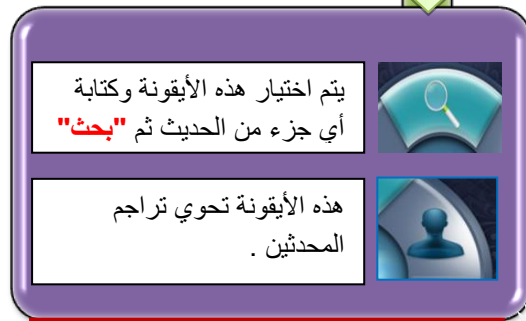 يتم اختيار هذه الأيقونة وكتابة
أي جزء من الحديث ثم "بحث"
هذه الأيقونة تحوي تراجم
المحدثين .